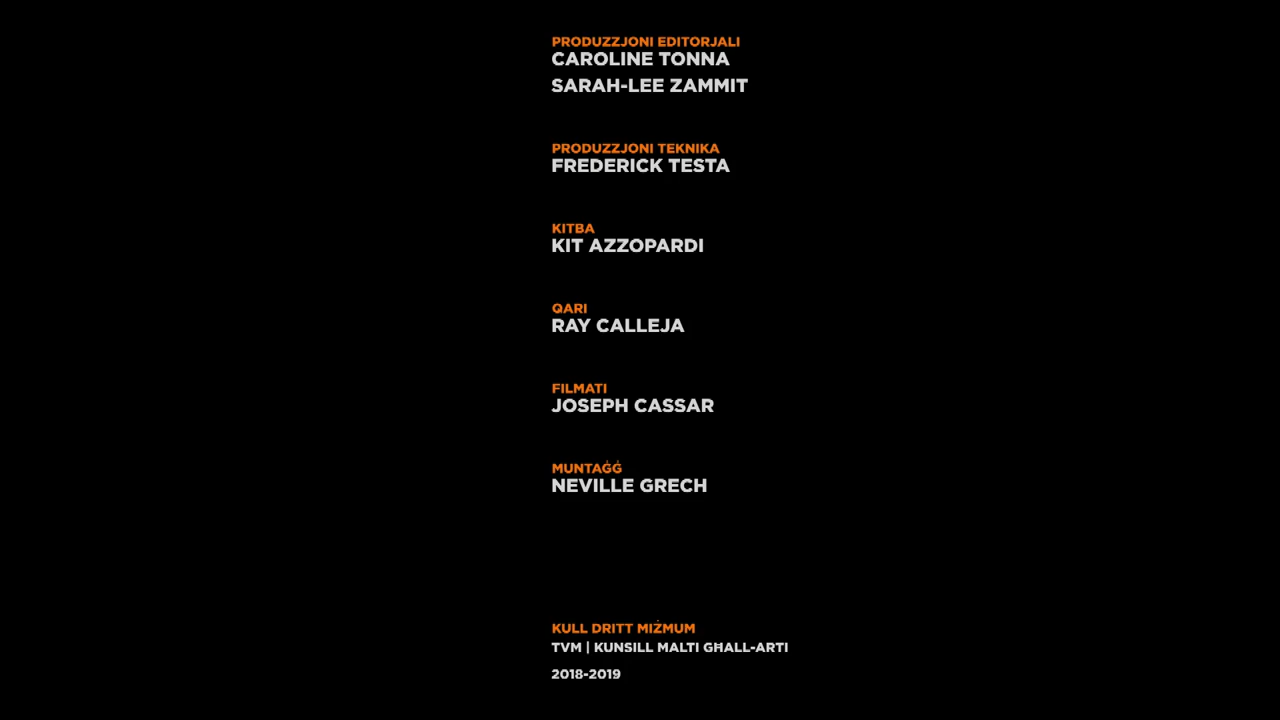 PRODUZZJONI EDITORJALI
CAROLINE TONNA
SARAH-LEE ZAMMIT
PRODUZZJONI TEKNIKA
FREDERICK TESTA
KITBA
KIT AZZOPARDI
QARI
RAY CALLEJA
FILMATI
JOSEPH CASSAR
MUNTAĠĠ
NEVILLE GRECH
KULL DRITT MIŻMUM
TVM | KUNSILL MALTI GĦALL-ARTI
2018-2019